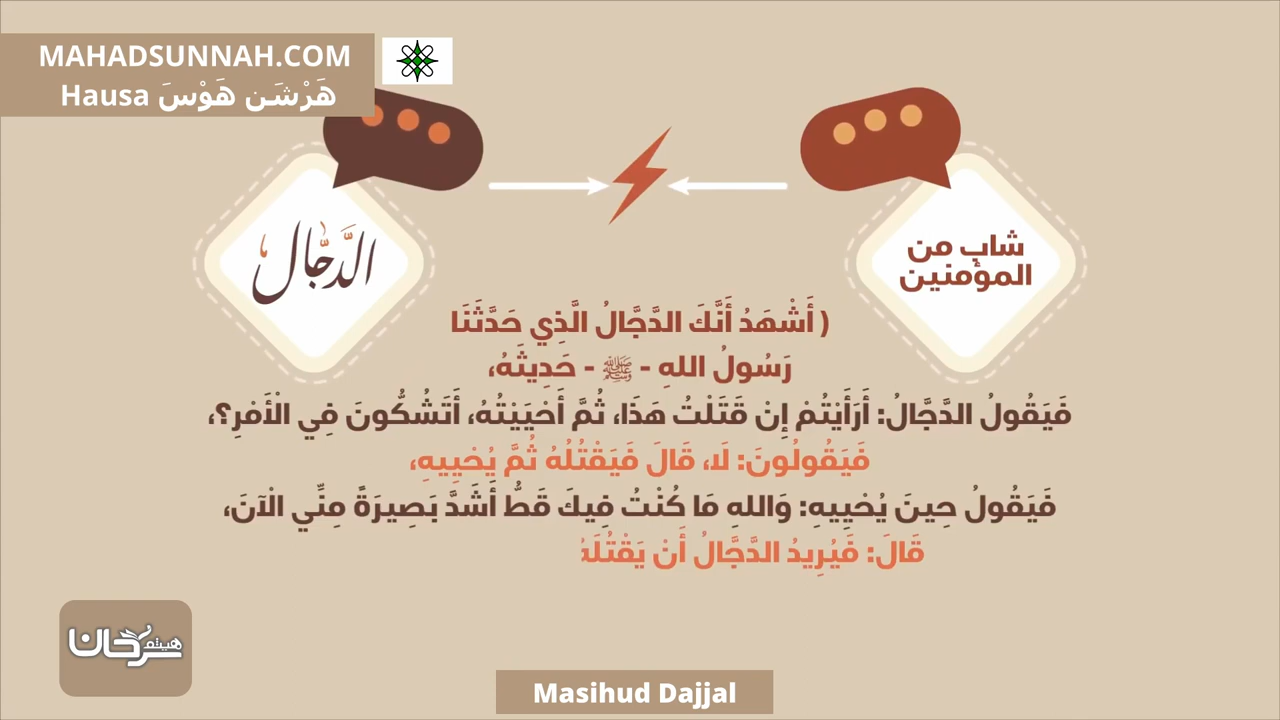 MAHADSUNNAH.COM
Hausa هَرْشَن هَوْسَ
شاب من
المؤمنين
الدَّجَّال
( أَشْهَدُ أَنَّكَ الدَّجَّالُ الَّذِي حَدَّثَنَا
رَسُولُ اللهِ - ﷺ - حَدِيثَهُ،
فَيَقُولُ الدَّجَّالُ: أَرَأَيْتُمْ إِنْ قَتَلْتُ هَذَا، ثُمَّ أَحْيَيْتُهُ، أَتَشُكُّونَ فِي الْأَمْرِ؟،
فَيَقُولُونَ: لَا، قَالَ فَيَقْتُلُهُ ثُمَّ يُحْيِيهِ،
فَيَقُولُ حِينَ يُحْيِيهِ: وَاللهِ مَا كُنْتُ فِيكَ قَطُّ أَشَدَّ بَصِيرَةً مِنِّي الْآنَ،
قَالَ: فَيُرِيدُ الدَّجَّالُ أَنْ يَقْتُلَهُ
هيثم سرحان
Masihud Dajjal